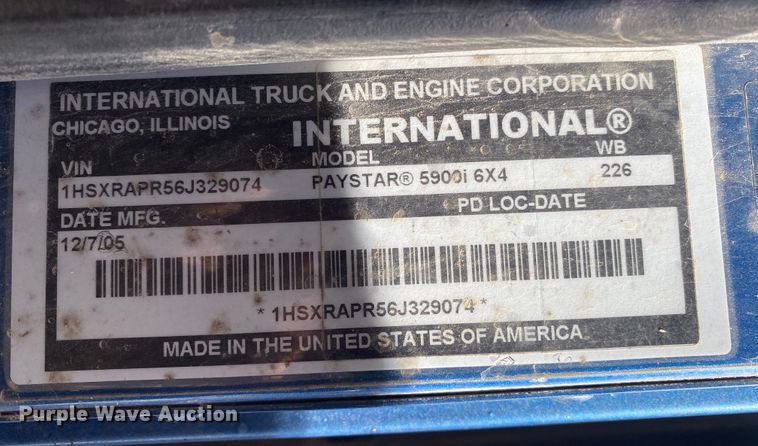 INTERNATIONAL TRUCK AND ENGINE CORPORATION
CHICAGO, ILLINOIS
INTERNATIONAL®
VIN MODEL WB
1HSXRAPR56J329074 PAYSTAR® 5900i 6X4 226
DATE MFG. PD LOC-DATE
12/7/05
* 1HSXRAPR56J329074 *
MADE IN THE UNITED STATES OF AMERICA
Purple Wave Auction